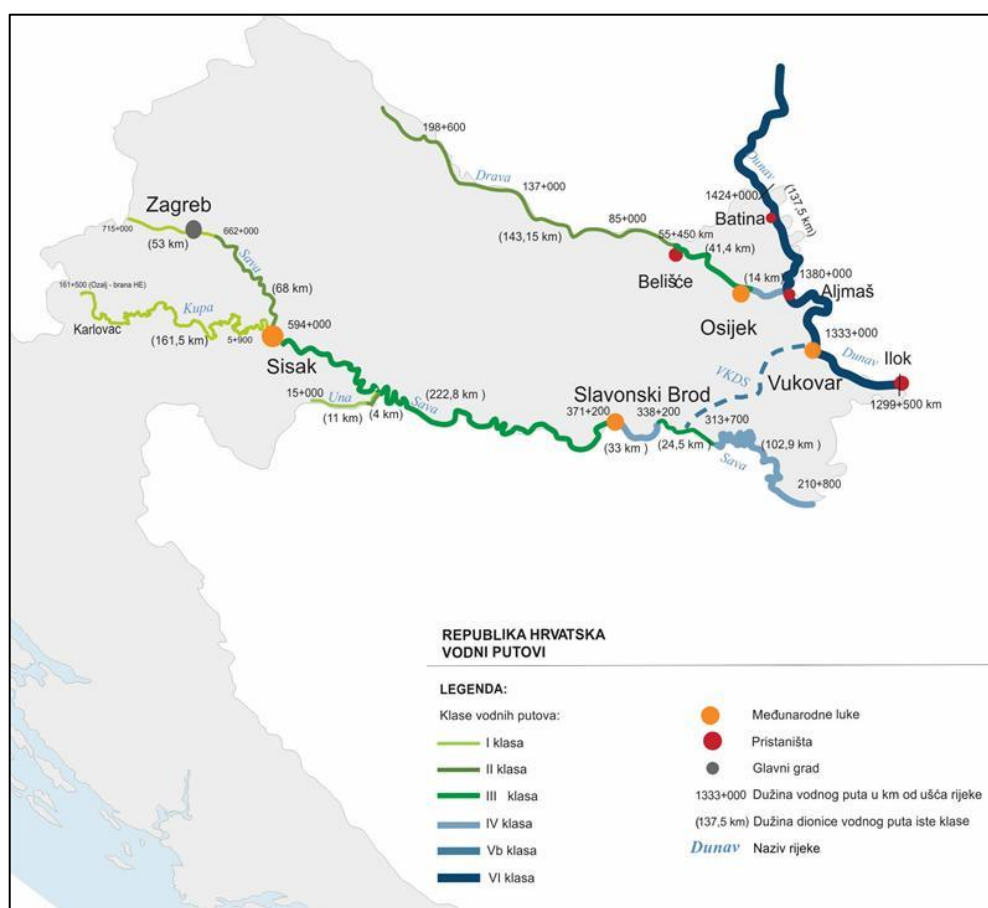 198+600
Drava
137+000
Dunav
1424+000
(137,5 km)
Zagreb
715+000
(53 km)
662+000
Sava
(68 km)
(143,15 km)
85+000
55+450 km
(41,4 km)
Batina
Belišće
(14 km)
1380+000
Aljmaš
161+500 (Ozalj - brana HE)
Karlovac
Kupa
(161,5 km)
5+900
594+000
Sisak
Osijek
1333+000
Dunav
Ilok
VKDS
Vukovar
1299+500 km
15+000
Una
(11 km)
(4 km)
Sava
(222,8 km )
Slavonski Brod
371+200
338+200
313+700
(33 km )
(24,5 km )
(102,9 km )
Sava
210+800
REPUBLIKA HRVATSKA
VODNI PUTOVI
LEGENDA:
Klase vodnih putova:
I klasa
II klasa
III klasa
IV klasa
Vb klasa
VI klasa
Međunarodne luke
Pristaništa
Glavni grad
1333+000 Dužina vodnog puta u km od ušća rijeke
(137,5 km) Dužina dionice vodnog puta iste klase
Dunav Naziv rijeke